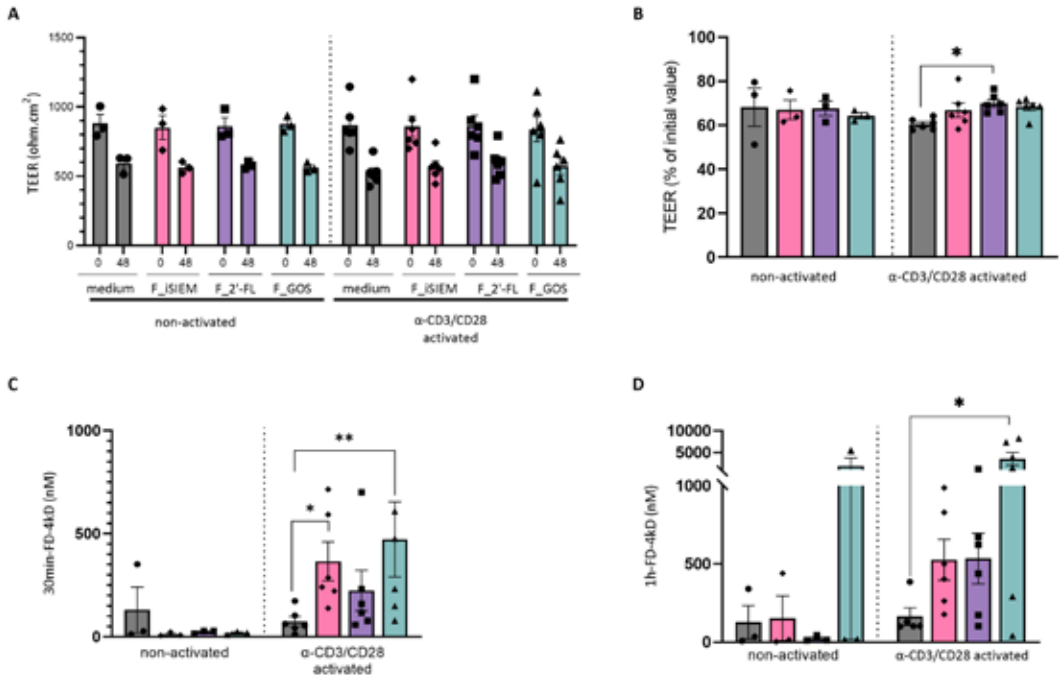 A
TEER (ohm.cm²)
1500
1000
500
0
0 48 0 48 0 48 0 48 0 48 0 48 0 48 0 48
medium F_iSIEM F_2'-FL F_GOS medium F_iSIEM F_2'-FL F_GOS
non-activated
α-CD3/CD28
activated
B
TEER (% of initial value)
100
80
60
40
20
0
*
non-activated α-CD3/CD28 activated
C
30min-FD-4kD (nM)
1000
500
0
*
**
non-activated
α-CD3/CD28
activated
D
1h-FD-4kD (nM)
10000
5000
1000
500
0
*
non-activated α-CD3/CD28 activated